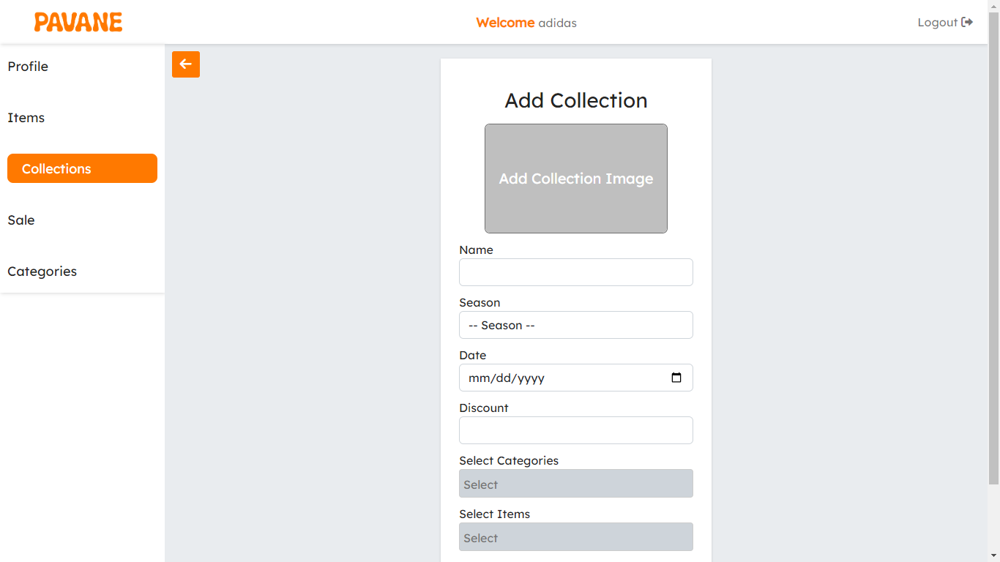 PAVANE
Welcome adidas
Logout
Profile
Items
Collections
Sale
Categories
Add Collection
Add Collection Image
Name
Season
-- Season --
Date
mm/dd/yyyy
Discount
Select Categories
Select
Select Items
Select